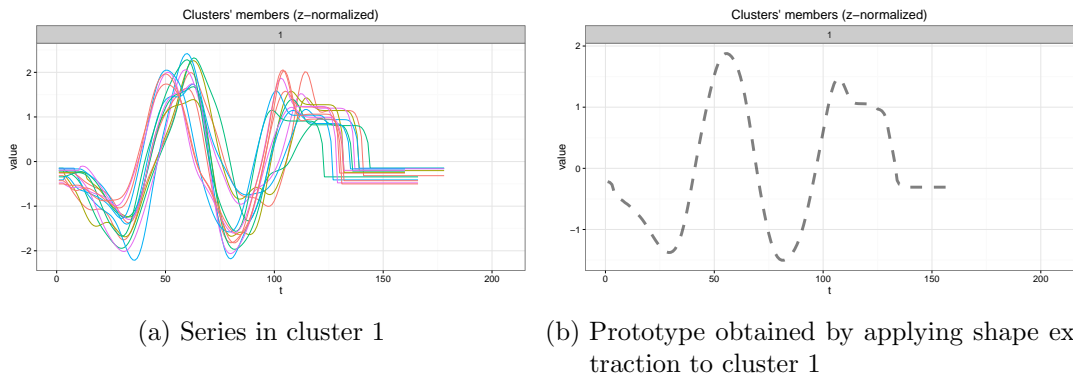 Clusters' members (z−normalized)
1
2
1
0
−1
−2
value
0
50
100
150
200
t
(a) Series in cluster 1
Clusters' members (z−normalized)
1
2
1
0
−1
value
0
50
100
150
200
t
(b) Prototype obtained by applying shape ex
traction to cluster 1